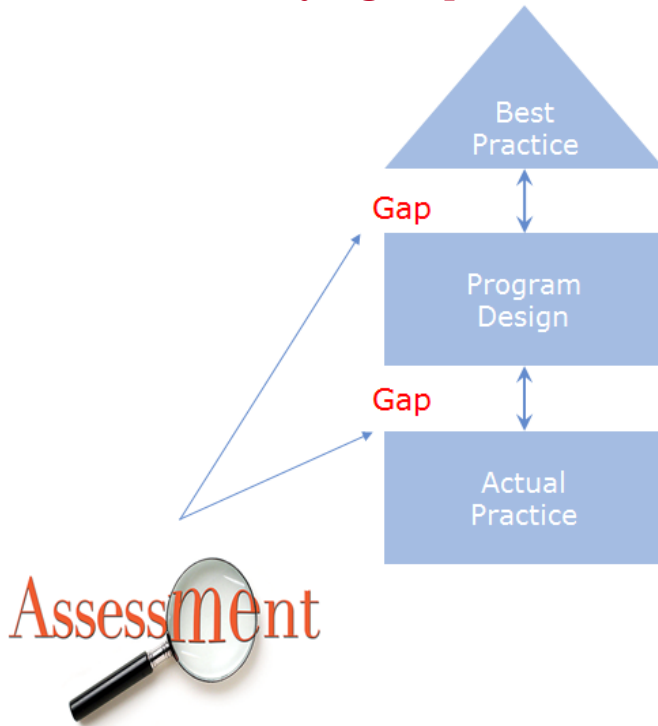 Best
Practice
Gap
Program
Design
Gap
Actual
Practice
Assessment